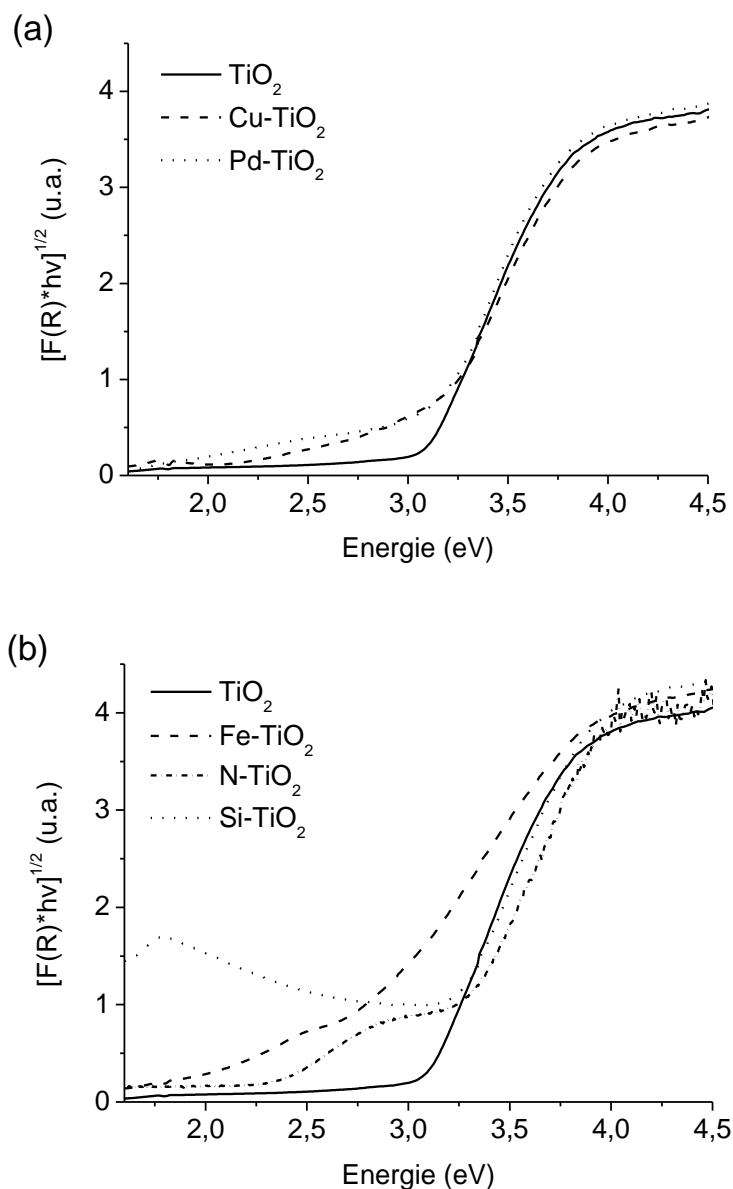 (a)
TiO2
Cu-TiO2
Pd-TiO2
[F(R)*hν]1/2 (u.a.)
4
3
2
1
0
2,0 2,5 3,0 3,5 4,0 4,5
Energie (eV)
(b)
TiO2
Fe-TiO2
N-TiO2
Si-TiO2
[F(R)*hν]1/2 (u.a.)
4
3
2
1
0
2,0 2,5 3,0 3,5 4,0 4,5
Energie (eV)